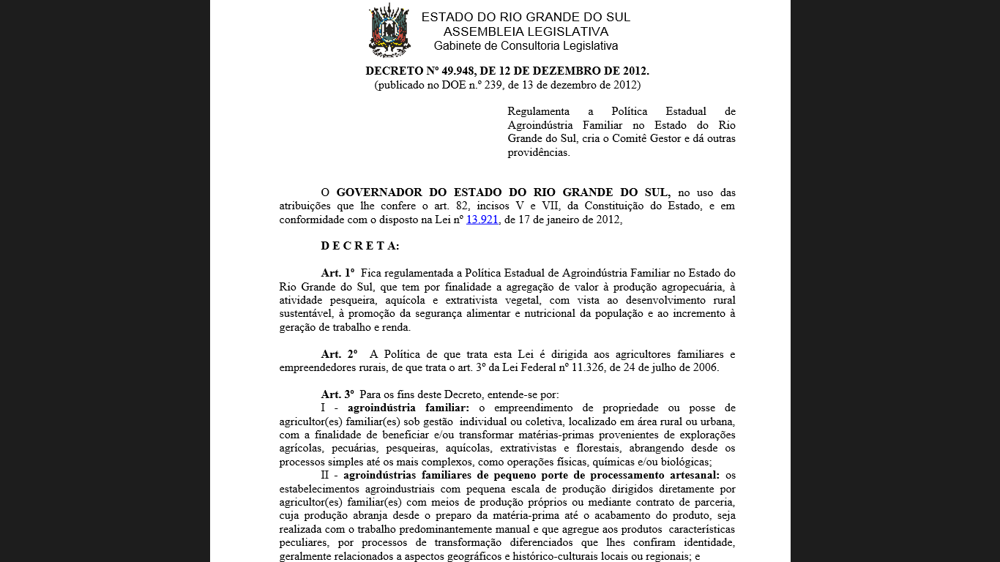 ESTADO DO RIO GRANDE DO SUL
ASSEMBLEIA LEGISLATIVA
Gabinete de Consultoria Legislativa
DECRETO Nº 49.948, DE 12 DE DEZEMBRO DE 2012.
(publicado no DOE n.º 239, de 13 de dezembro de 2012)
Regulamenta a Política Estadual de
Agroindústria Familiar no Estado do Rio
Grande do Sul, cria o Comitê Gestor e dá outras
providências.
O GOVERNADOR DO ESTADO DO RIO GRANDE DO SUL, no uso das
atribuições que lhe confere o art. 82, incisos V e VII, da Constituição do Estado, e em
conformidade com o disposto na Lei nº 13.921, de 17 de janeiro de 2012,
D E C R E T A:
Art. 1º Fica regulamentada a Política Estadual de Agroindústria Familiar no Estado do
Rio Grande do Sul, que tem por finalidade a agregação de valor à produção agropecuária, à
atividade pesqueira, aquícola e extrativista vegetal, com vista ao desenvolvimento rural
sustentável, à promoção da segurança alimentar e nutricional da população e ao incremento à
geração de trabalho e renda.
Art. 2º A Política de que trata esta Lei é dirigida aos agricultores familiares e
empreendedores rurais, de que trata o art. 3º da Lei Federal nº 11.326, de 24 de julho de 2006.
Art. 3º Para os fins deste Decreto, entende-se por:
I - agroindústria familiar: o empreendimento de propriedade ou posse de
agricultor(es) familiar(es) sob gestão individual ou coletiva, localizado em área rural ou urbana,
com a finalidade de beneficiar e/ou transformar matérias-primas provenientes de explorações
agrícolas, pecuárias, pesqueiras, aquícolas, extrativistas e florestais, abrangendo desde os
processos simples até os mais complexos, como operações físicas, químicas e/ou biológicas;
II - agroindústrias familiares de pequeno porte de processamento artesanal: os
estabelecimentos agroindustriais com pequena escala de produção dirigidos diretamente por
agricultor(es) familiar(es) com meios de produção próprios ou mediante contrato de parceria,
cuja produção abranja desde o preparo da matéria-prima até o acabamento do produto, seja
realizada com o trabalho predominantemente manual e que agregue aos produtos características
peculiares, por processos de transformação diferenciados que lhes confiram identidade,
geralmente relacionados a aspectos geográficos e histórico-culturais locais ou regionais; e